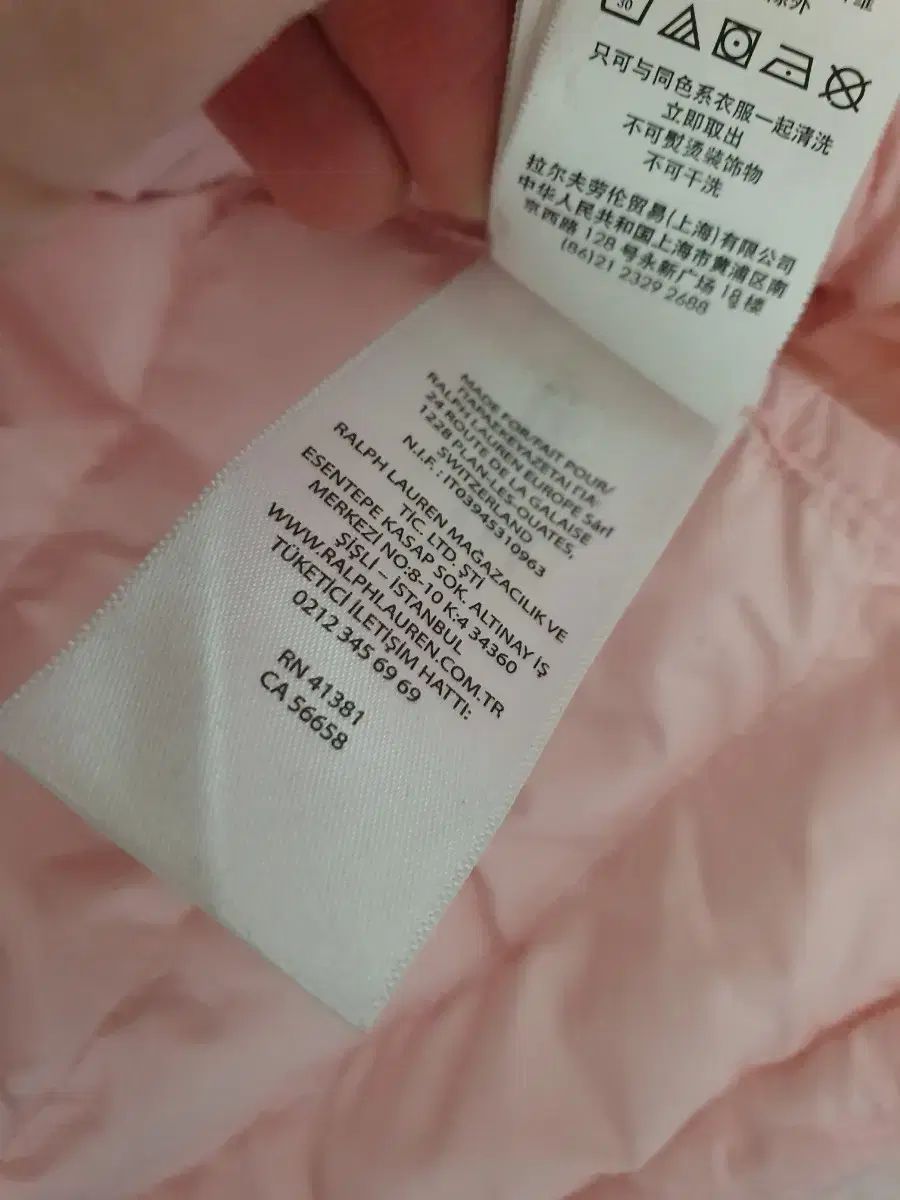 30
只可与同色系衣服一起清洗
立即取出
不可熨烫装饰物
不可干洗
拉尔夫劳伦贸易(上海)有限公司
中华人民共和国上海市黄浦区南
京西路 128 号永新广场 18 楼
(86)21 2329 2688
MADE FOR/FAIT POUR/
ΠΑΡΑΣΚΕΥΑΖΕΤΑΙ ΓΙΑ:
RALPH LAUREN EUROPE Sárl
24 ROUTE DE LA GALAISE
1228 PLAN-LES-OUATES,
SWITZERLAND
N.I.F.: IT03945310963
RALPH LAUREN MAĞAZACILIK VE
TİC. LTD. ŞTİ
ESENTEPE KASAP SOK. ALTINAY İŞ
MERKEZİ NO:8-10 K:4 34360
ŞİŞLİ – İSTANBUL
WWW.RALPHLAUREN.COM.TR
TÜKETİCİ İLETİŞİM HATTI:
0212 345 69 69
RN 41381
CA 56658